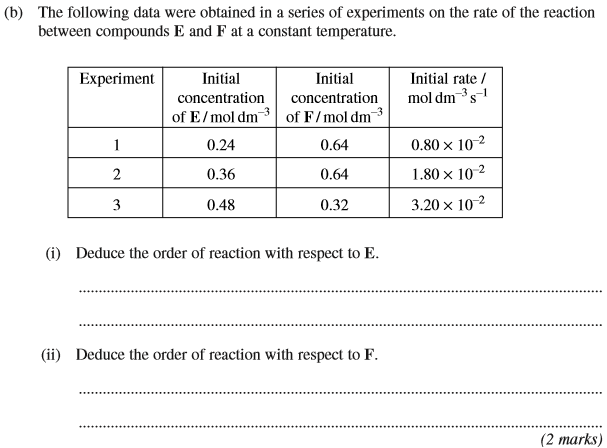 (b) The following data were obtained in a series of experiments on the rate of the reaction
between compounds E and F at a constant temperature.
Experiment Initial concentration of E / mol dm⁻³ Initial concentration of F / mol dm⁻³ Initial rate / mol dm⁻³ s⁻¹
1 0.24 0.64 0.80 × 10⁻²
2 0.36 0.64 1.80 × 10⁻²
3 0.48 0.32 3.20 × 10⁻²
(i) Deduce the order of reaction with respect to E.
(ii) Deduce the order of reaction with respect to F.
(2 marks)